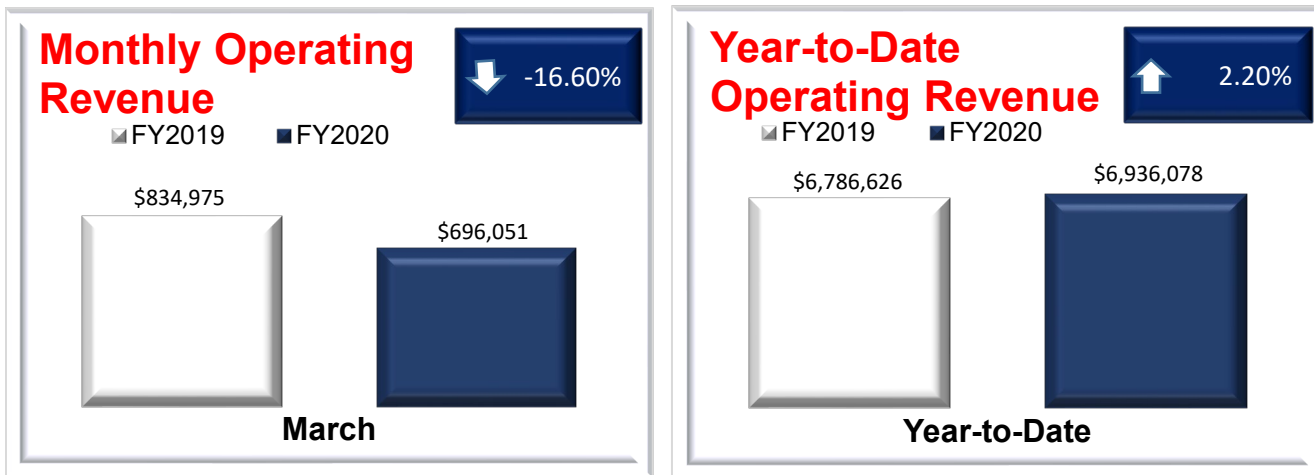 Monthly Operating
Revenue
-16.60%
FY2019 FY2020
$834,975
$696,051
March
Year-to-Date
Operating Revenue
2.20%
FY2019 FY2020
$6,786,626
$6,936,078
Year-to-Date